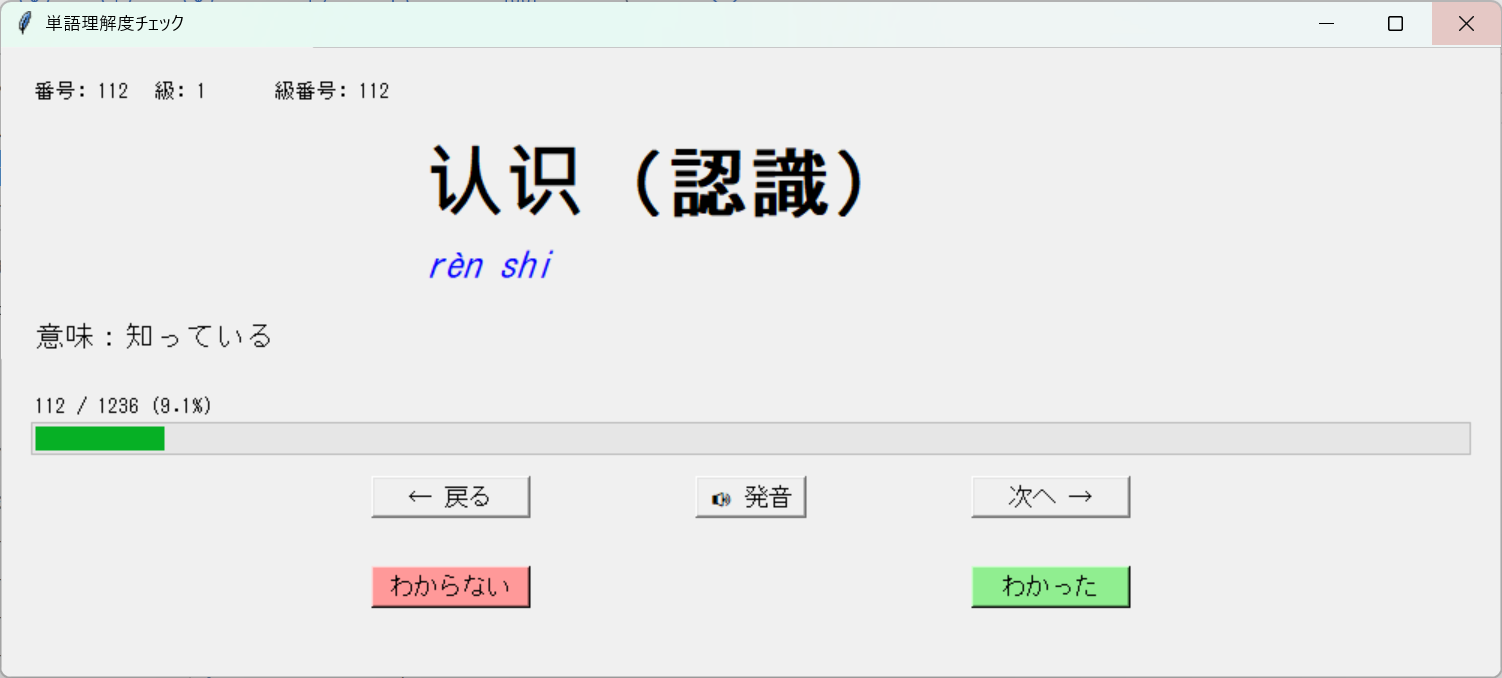 単語理解度チェック
番号: 112 級: 1 級番号: 112
认识 (認識)
rèn shi
意味：知っている
112 / 1236 (9.1%)
← 戻る 発音 次へ →
わからない わかった